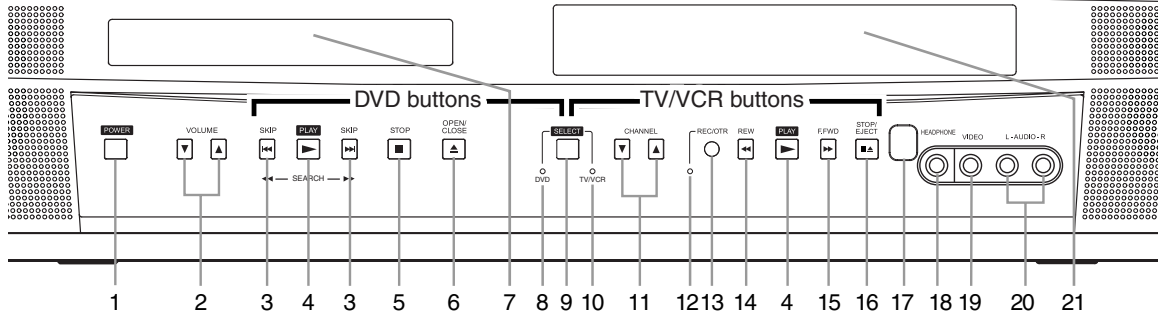 DVD buttons TV/VCR buttons
POWER VOLUME SKIP PLAY SKIP STOP OPEN/
CLOSE SELECT CHANNEL REC/OTR REW PLAY F.FWD STOP/
EJECT HEADPHONE VIDEO L - AUDIO - R
SEARCH DVD TV/VCR
1 2 3 4 3 5 6 7 8 9 10 11 12 13 14 4 15 16 17 18 19 20 21